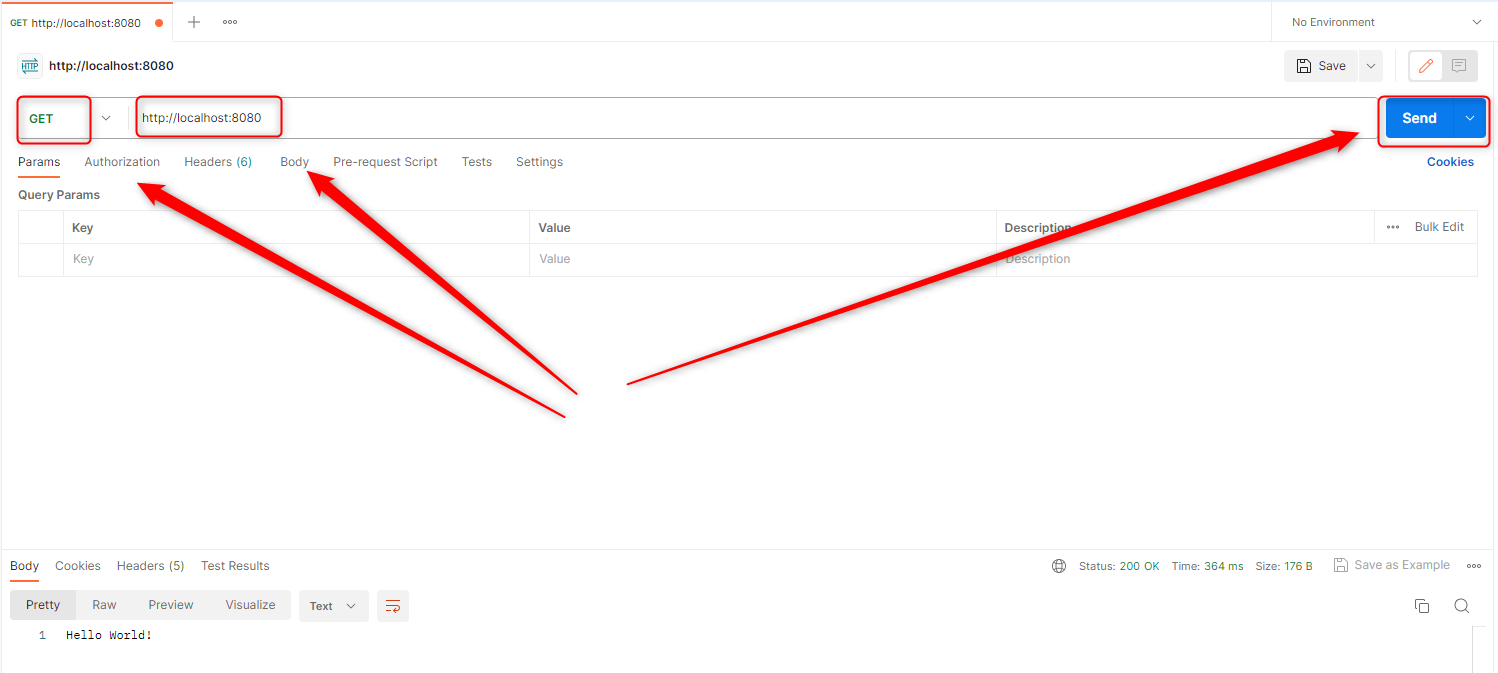 GET http://localhost:8080
No Environment
HTTP http://localhost:8080
Save
GET http://localhost:8080 Send
Params Authorization Headers (6) Body Pre-request Script Tests Settings Cookies
Query Params
Key Value Description Bulk Edit
Key Value Description
Body Cookies Headers (5) Test Results Status: 200 OK Time: 364 ms Size: 176 B Save as Example
Pretty Raw Preview Visualize Text
1 Hello World!